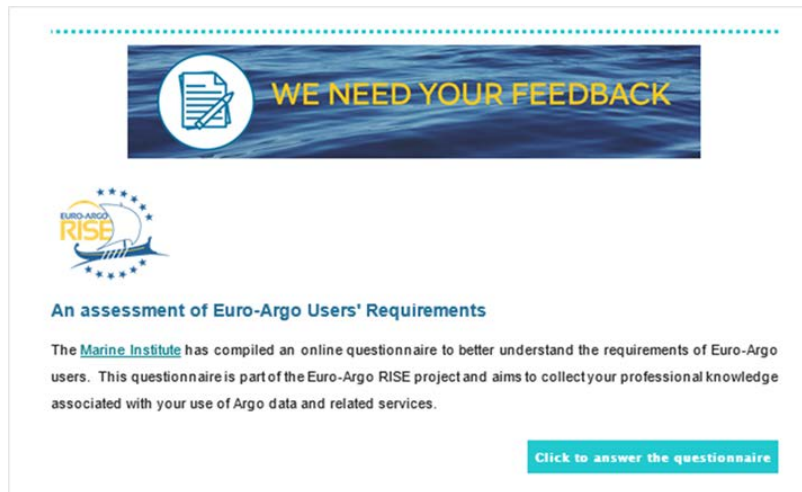 WE NEED YOUR FEEDBACK
EURO-ARGO
RISE
An assessment of Euro-Argo Users' Requirements
The Marine Institute has compiled an online questionnaire to better understand the requirements of Euro-Argo
users. This questionnaire is part of the Euro-Argo RISE project and aims to collect your professional knowledge
associated with your use of Argo data and related services.
Click to answer the questionnaire